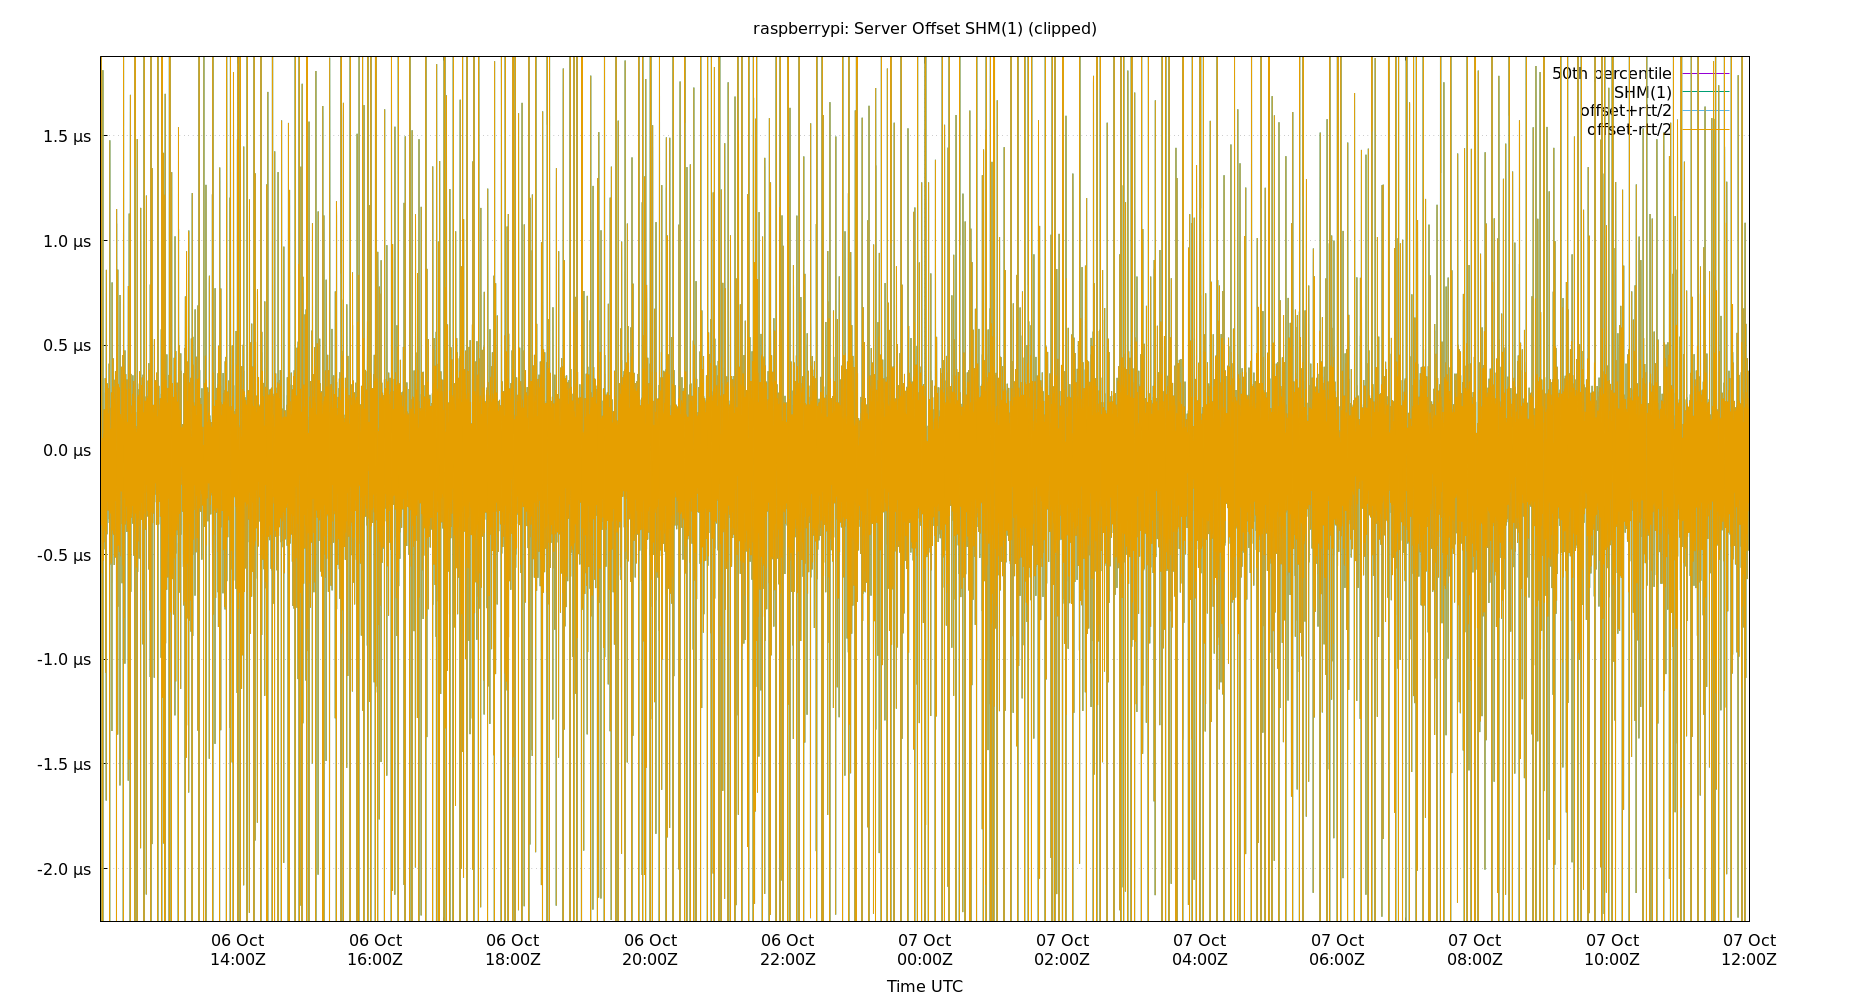 raspberrypi: Server Offset SHM(1) (clipped)
50th percentile
SHM(1)
offset+rtt/2
offset-rtt/2
1.5 µs
1.0 µs
0.5 µs
0.0 µs
-0.5 µs
-1.0 µs
-1.5 µs
-2.0 µs
06 Oct 06 Oct 06 Oct 06 Oct 06 Oct 07 Oct 07 Oct 07 Oct 07 Oct 07 Oct 07 Oct 07 Oct
14:00Z 16:00Z 18:00Z 20:00Z 22:00Z 00:00Z 02:00Z 04:00Z 06:00Z 08:00Z 10:00Z 12:00Z
Time UTC